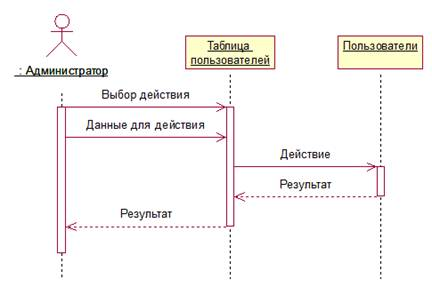 : Администратор
Таблица
пользователей
Пользователи
Выбор действия
Данные для действия
Действие
Результат
Результат